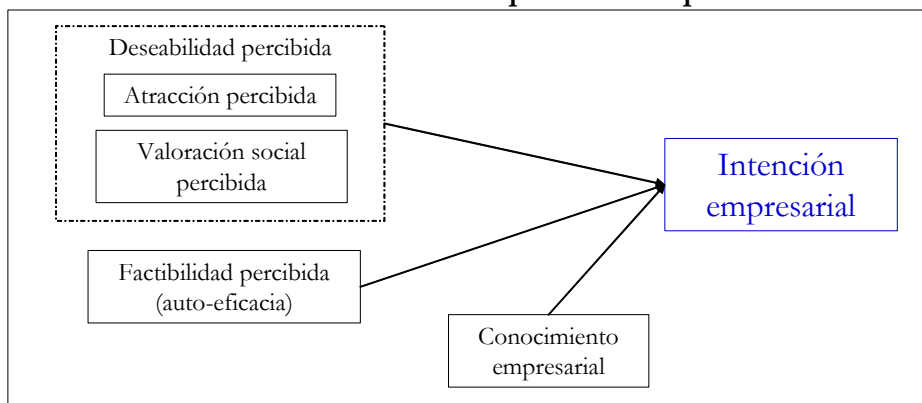 Deseabilidad percibida
Atracción percibida
Valoración social
percibida
Intención
empresarial
Factibilidad percibida
(auto-eficacia)
Conocimiento
empresarial